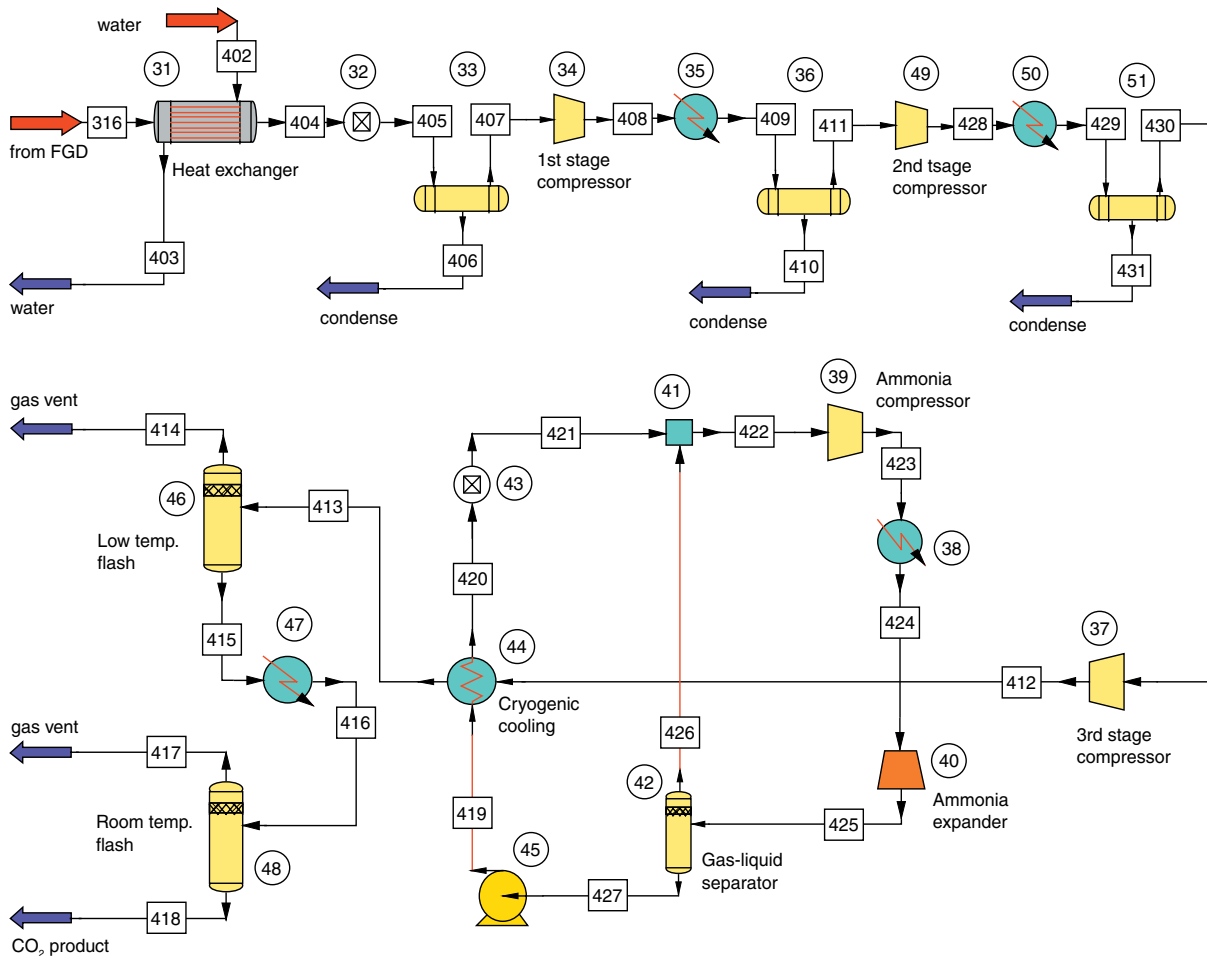 water
31
402
32
33
34
35
36
49
50
51
316
404
405
407
408
409
411
428
429
430
from FGD
Heat exchanger
1st stage
compressor
2nd tsage
compressor
403
406
410
431
water
condense
condense
condense
gas vent
414
421
41
422
39
Ammonia
compressor
423
46
413
43
38
Low temp.
flash
420
424
415
47
44
37
412
Cryogenic
cooling
416
426
3rd stage
compressor
gas vent
417
42
40
Ammonia
expander
419
425
Room temp.
flash
45
Gas-liquid
separator
48
427
418
CO₂ product